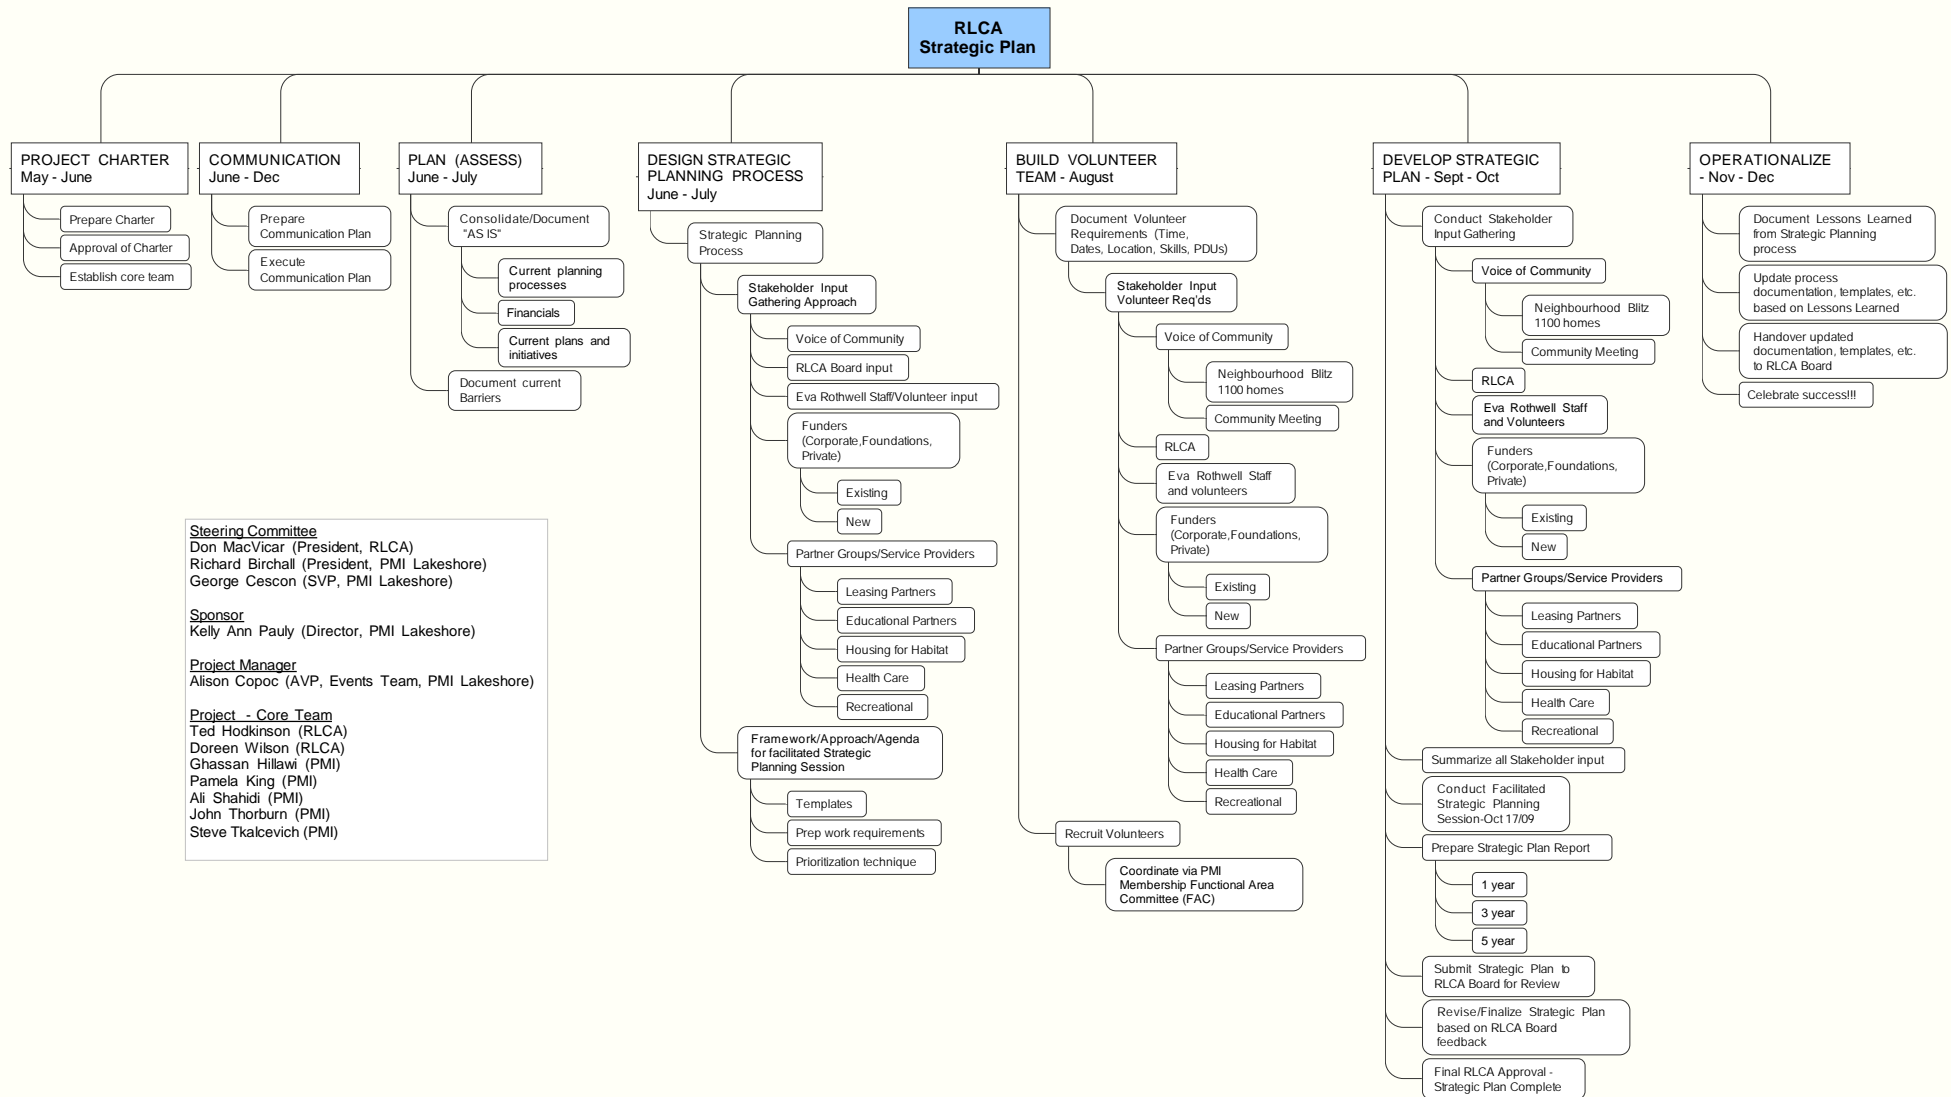 RLCA
Strategic Plan
PROJECT CHARTER
May - June
Prepare Charter
Approval of Charter
Establish core team
COMMUNICATION
June - Dec
Prepare
Communication Plan
Execute
Communication Plan
PLAN (ASSESS)
June - July
Consolidate/Document
"AS IS"
Current planning
processes
Financials
Current plans and
initiatives
Document current
Barriers
DESIGN STRATEGIC
PLANNING PROCESS
June - July
Strategic Planning
Process
Stakeholder Input
Gathering Approach
Voice of Community
RLCA Board input
Eva Rothwell Staff/Volunteer input
Funders
(Corporate,Foundations,
Private)
Existing
New
Partner Groups/Service Providers
Leasing Partners
Educational Partners
Housing for Habitat
Health Care
Recreational
Framework/Approach/Agenda
for facilitated Strategic
Planning Session
Templates
Prep work requirements
Prioritization technique
BUILD VOLUNTEER
TEAM - August
Document Volunteer
Requirements (Time,
Dates, Location, Skills, PDUs)
Stakeholder Input
Volunteer Req'ds
Voice of Community
Neighbourhood Blitz
1100 homes
Community Meeting
RLCA
Eva Rothwell Staff
and volunteers
Funders
(Corporate,Foundations,
Private)
Existing
New
Partner Groups/Service Providers
Leasing Partners
Educational Partners
Housing for Habitat
Health Care
Recreational
Recruit Volunteers
Coordinate via PMI
Membership Functional Area
Committee (FAC)
DEVELOP STRATEGIC
PLAN - Sept - Oct
Conduct Stakeholder
Input Gathering
Voice of Community
Neighbourhood Blitz
1100 homes
Community Meeting
RLCA
Eva Rothwell Staff
and Volunteers
Funders
(Corporate,Foundations,
Private)
Existing
New
Partner Groups/Service Providers
Leasing Partners
Educational Partners
Housing for Habitat
Health Care
Recreational
Summarize all Stakeholder input
Conduct Facilitated
Strategic Planning
Session-Oct 17/09
Prepare Strategic Plan Report
1 year
3 year
5 year
Submit Strategic Plan to
RLCA Board for Review
Revise/Finalize Strategic Plan
based on RLCA Board
feedback
Final RLCA Approval -
Strategic Plan Complete
OPERATIONALIZE
- Nov - Dec
Document Lessons Learned
from Strategic Planning
process
Update process
documentation, templates, etc.
based on Lessons Learned
Handover updated
documentation, templates, etc.
to RLCA Board
Celebrate success!!!
Steering Committee
Don MacVicar (President, RLCA)
Richard Birchall (President, PMI Lakeshore)
George Cescon (SVP, PMI Lakeshore)
Sponsor
Kelly Ann Pauly (Director, PMI Lakeshore)
Project Manager
Alison Copoc (AVP, Events Team, PMI Lakeshore)
Project - Core Team
Ted Hodkinson (RLCA)
Doreen Wilson (RLCA)
Ghassan Hillawi (PMI)
Pamela King (PMI)
Ali Shahidi (PMI)
John Thorburn (PMI)
Steve Tkalcevich (PMI)